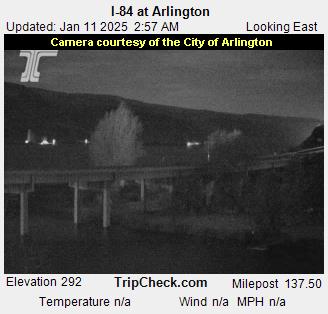 I-84 at Arlington
Updated: Jan 11 2025 2:57 AM Looking East
Camera courtesy of the City of Arlington
Elevation 292 TripCheck.com Milepost 137.50
Temperature n/a Wind n/a MPH n/a